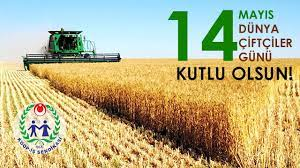 14 MAYIS
DÜNYA
ÇİFTÇİLER
GÜNÜ
KUTLU OLSUN!